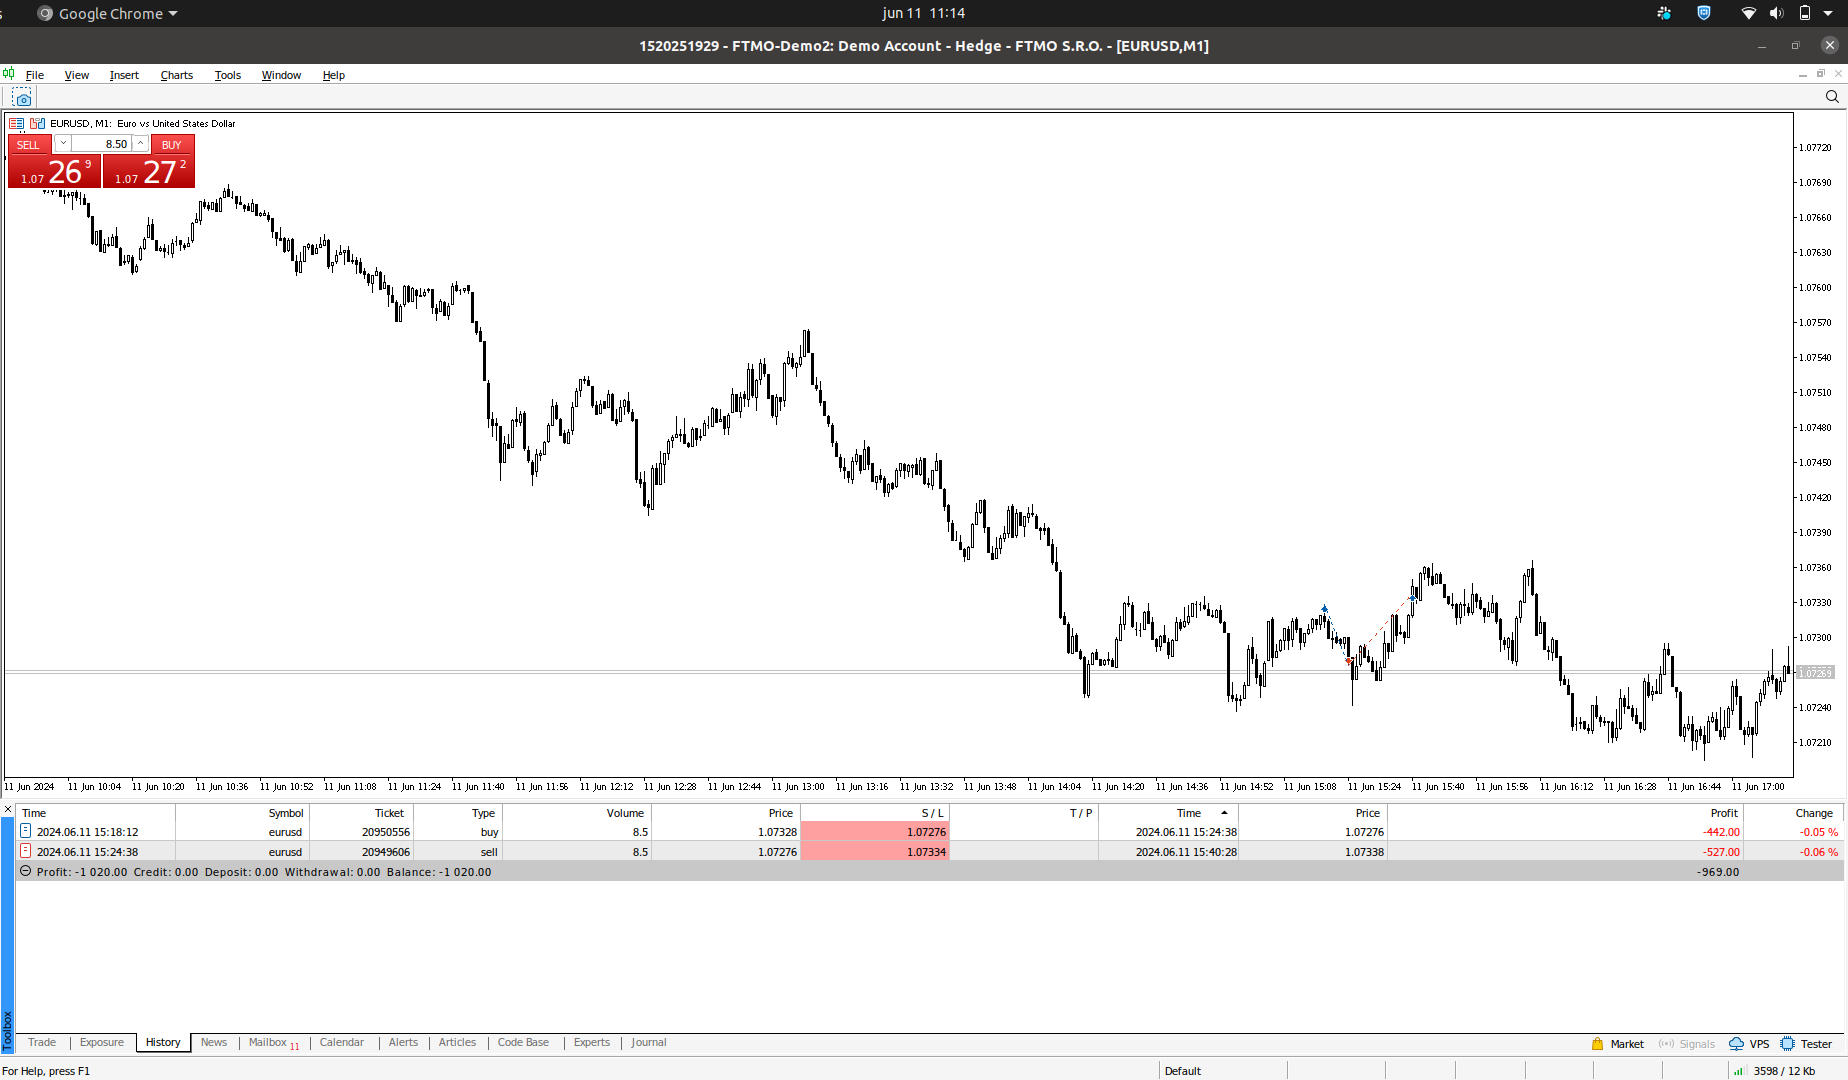 s Google Chrome jun 11 11:14
1520251929 - FTMO-Demo2: Demo Account - Hedge - FTMO S.R.O. - [EURUSD,M1]
File View Insert Charts Tools Window Help
EURUSD, M1: Euro vs United States Dollar
SELL 8.50 BUY
1.07 26 9 1.07 27 2
1.07720
1.07690
1.07660
1.07630
1.07600
1.07570
1.07540
1.07510
1.07480
1.07450
1.07420
1.07390
1.07360
1.07330
1.07300
1.07269
1.07240
1.07210
11 Jun 2024 11 Jun 10:04 11 Jun 10:20 11 Jun 10:36 11 Jun 10:52 11 Jun 11:08 11 Jun 11:24 11 Jun 11:40 11 Jun 11:56 11 Jun 12:12 11 Jun 12:28 11 Jun 12:44 11 Jun 13:00 11 Jun 13:16 11 Jun 13:32 11 Jun 13:48 11 Jun 14:04 11 Jun 14:20 11 Jun 14:36 11 Jun 14:52 11 Jun 15:08 11 Jun 15:24 11 Jun 15:40 11 Jun 15:56 11 Jun 16:12 11 Jun 16:28 11 Jun 16:44 11 Jun 17:00
Time Symbol Ticket Type Volume Price S / L T / P Time Price Profit Change
2024.06.11 15:18:12 eurusd 20950556 buy 8.5 1.07328 1.07276 2024.06.11 15:24:38 1.07276 -442.00 -0.05 %
2024.06.11 15:24:38 eurusd 20949606 sell 8.5 1.07276 1.07334 2024.06.11 15:40:28 1.07338 -527.00 -0.06 %
Profit: -1 020.00 Credit: 0.00 Deposit: 0.00 Withdrawal: 0.00 Balance: -1 020.00 -969.00
Toolbox
Trade Exposure History News Mailbox 11 Calendar Alerts Articles Code Base Experts Journal Market Signals VPS Tester
For Help, press F1 Default 3598 / 12 Kb